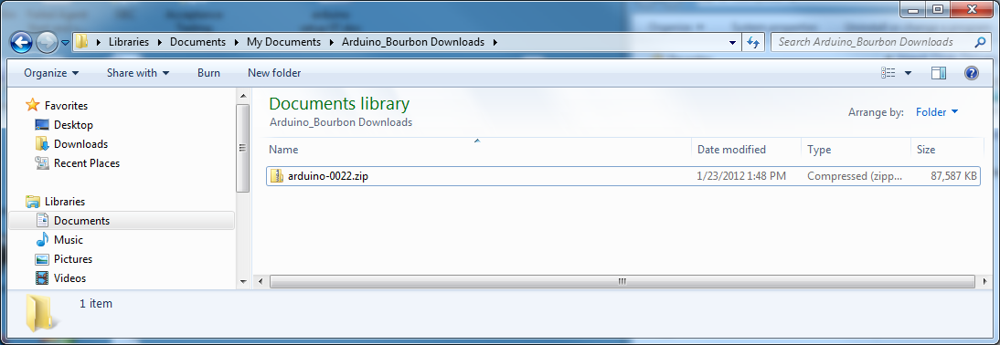 Libraries Documents My Documents Arduino_Bourbon Downloads
Search Arduino_Bourbon Downloads
Organize Share with Burn New folder
Favorites
Desktop
Downloads
Recent Places
Libraries
Documents
Music
Pictures
Videos
Documents library
Arduino_Bourbon Downloads
Arrange by: Folder
Name Date modified Type Size
arduino-0022.zip 1/23/2012 1:48 PM Compressed (zipp... 87,587 KB
1 item